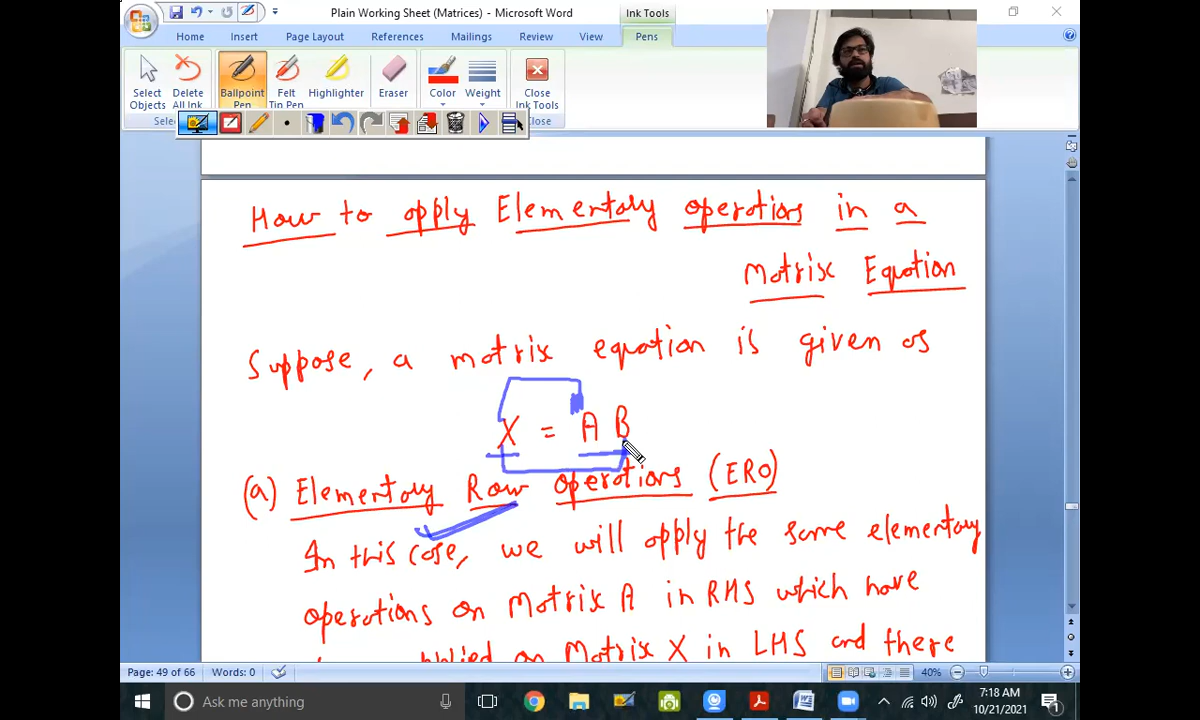 Plain Working Sheet (Matrices) - Microsoft Word
Ink Tools
Home Insert Page Layout References Mailings Review View Pens
Select Objects
Delete All Ink
Ballpoint Pen
Felt Tip Pen
Highlighter
Eraser
Color
Weight
Close Ink Tools
Close
How to apply Elementary operations in a
Matrix Equation
Suppose, a matrix equation is given as
X = A B
(a) Elementary Row operations (ERO)
In this case, we will apply the same elementary
operations on Matrix A in RHS which have
applied on Matrix X in LHS and there
Page: 49 of 66 Words: 0 40%
Ask me anything
7:18 AM
10/21/2021